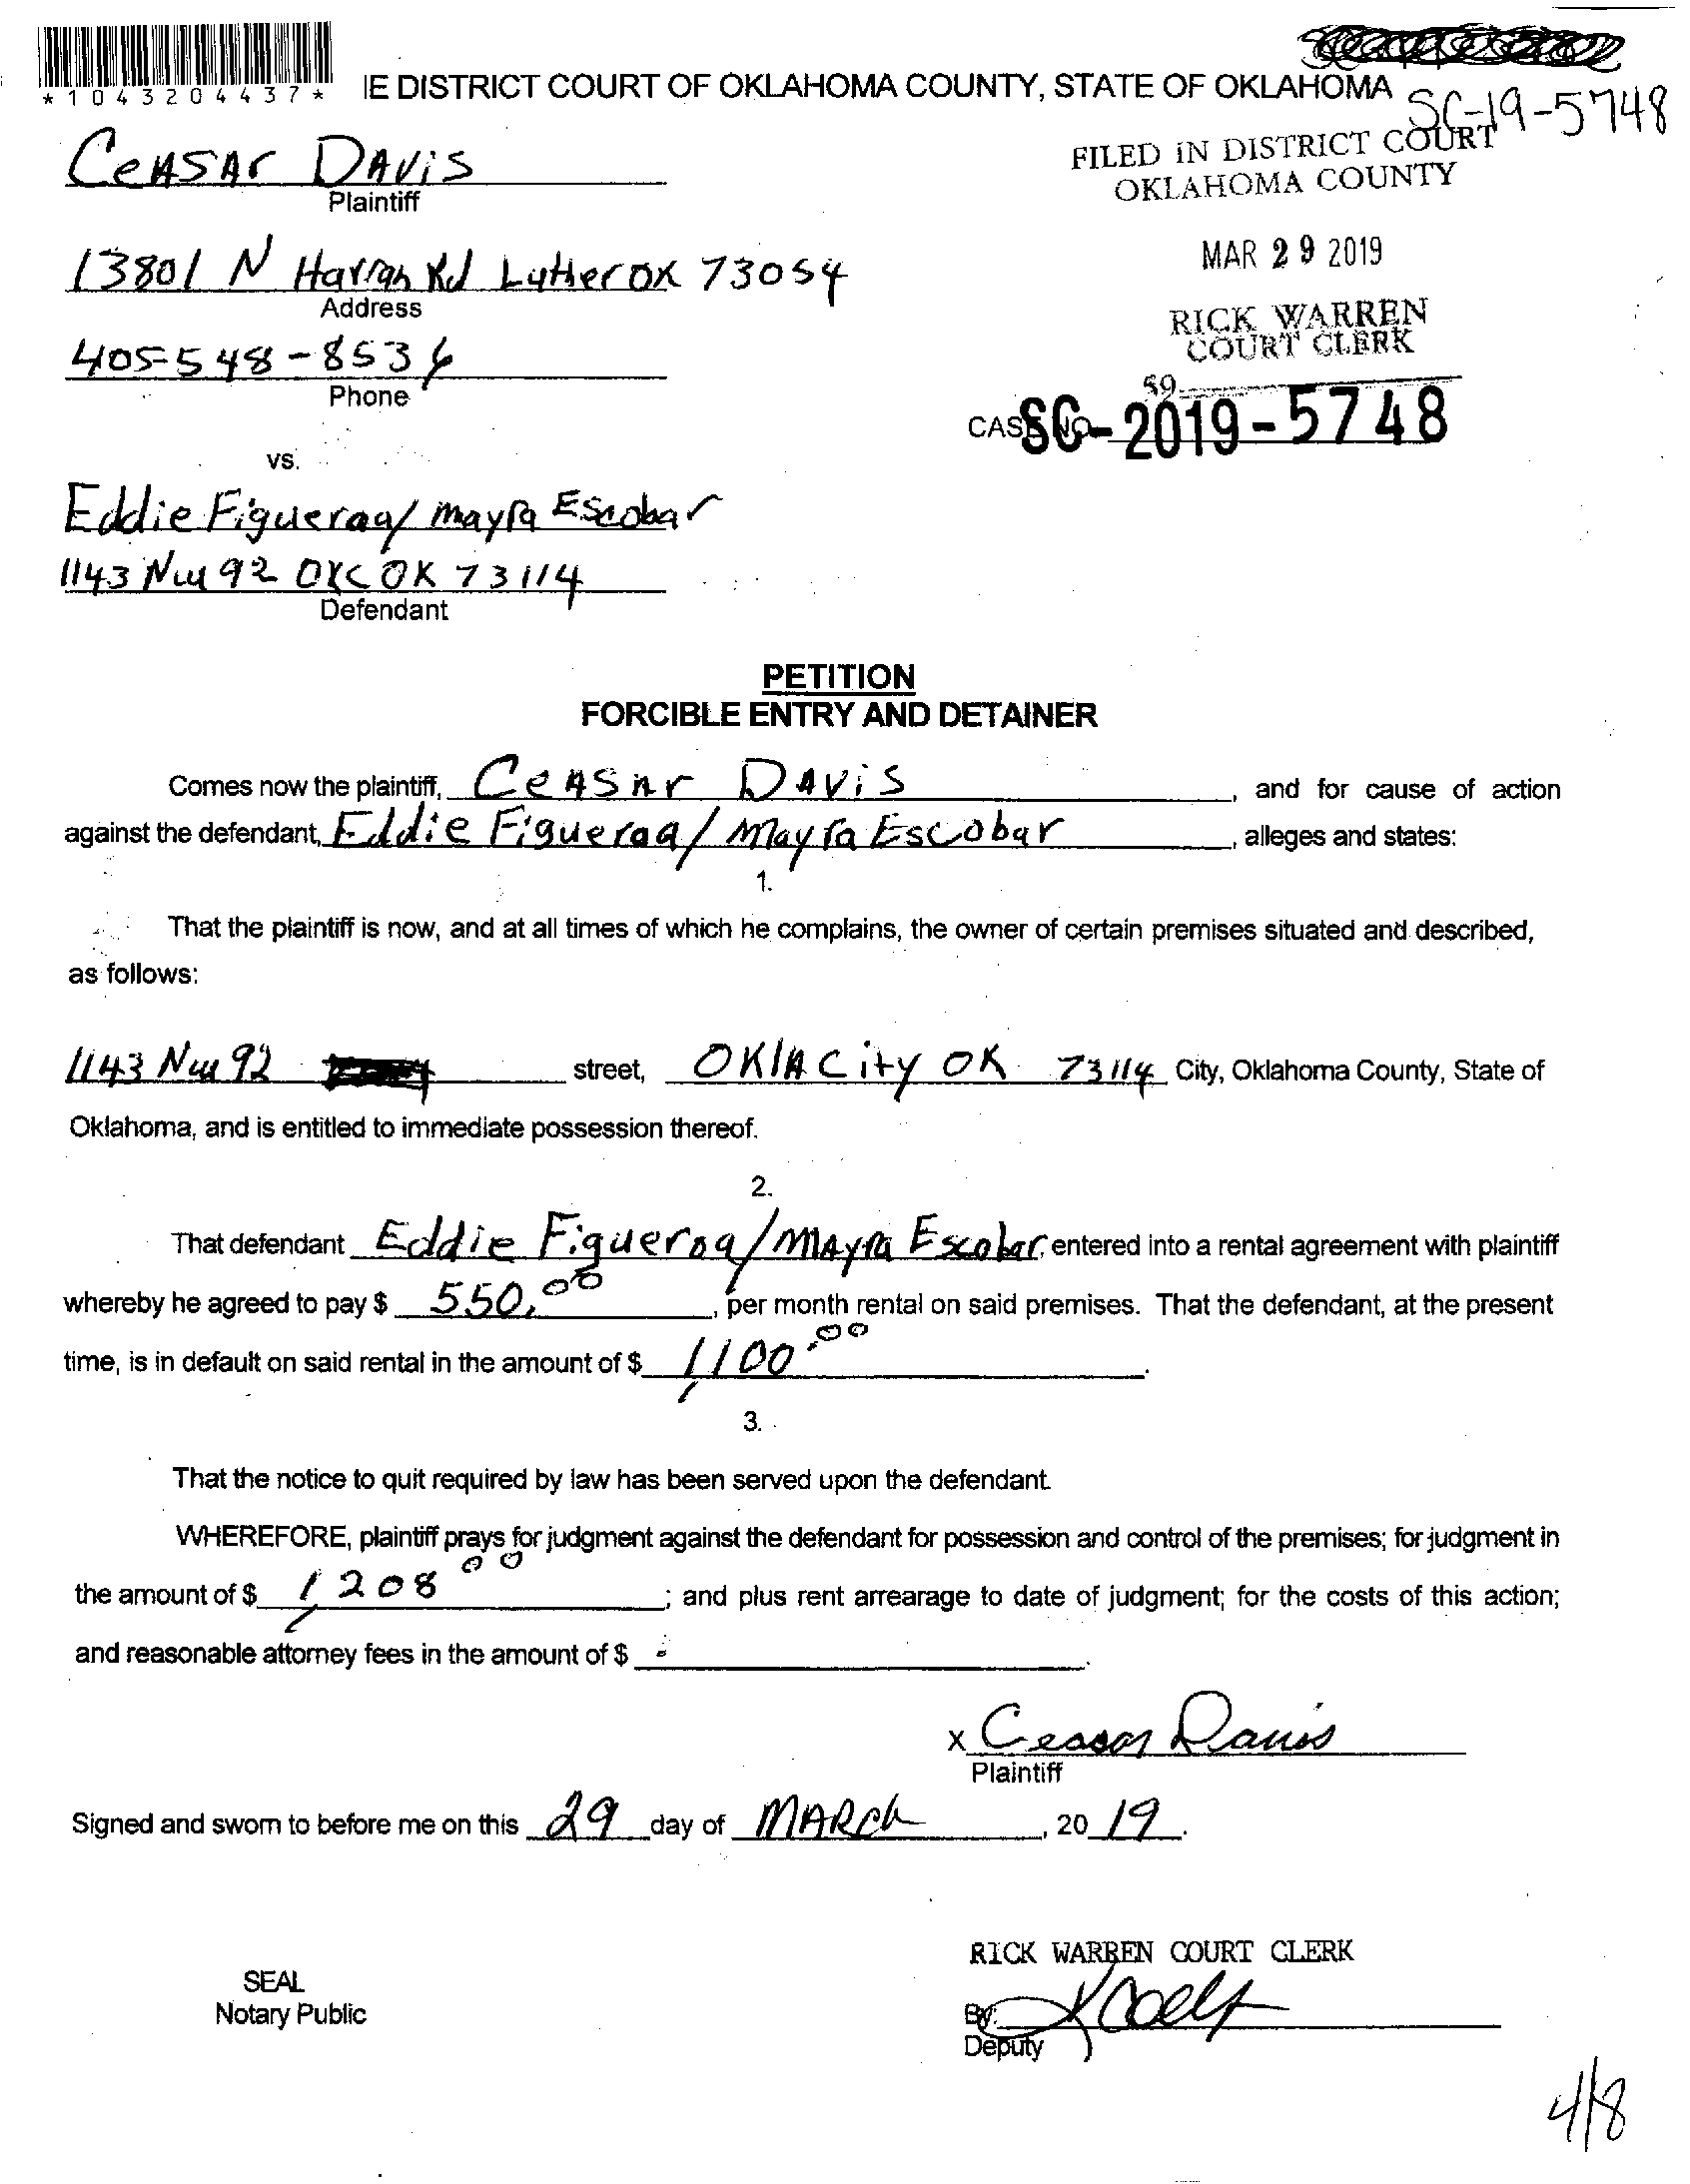 *1043204437*
IE DISTRICT COURT OF OKLAHOMA COUNTY, STATE OF OKLAHOMA
SC-19-5748
CeASAr DAViS
Plaintiff
FILED IN DISTRICT COURT
OKLAHOMA COUNTY
13801 N Harrah Rd Luther OK 73054
Address
MAR 29 2019
RICK WARREN
COURT CLERK
405-548-8536
Phone
59
CASE NO.
SC-2019-5748
vs.
Eddie Figueroa/ Mayra Escobar
1143 NW 92 OKC OK 73114
Defendant
PETITION
FORCIBLE ENTRY AND DETAINER
Comes now the plaintiff, CeASAr DAViS, and for cause of action
against the defendant, Eddie Figueroa/ Mayra Escobar, alleges and states:
1.
That the plaintiff is now, and at all times of which he complains, the owner of certain premises situated and described,
as follows:
1143 NW 92 street, OKlA City OK 73114 City, Oklahoma County, State of
Oklahoma, and is entitled to immediate possession thereof.
2.
That defendant Eddie Figueroa/MAyra Escobar, entered into a rental agreement with plaintiff
whereby he agreed to pay $ 550.00, per month rental on said premises. That the defendant, at the present
time, is in default on said rental in the amount of $ 1,100.00.
3.
That the notice to quit required by law has been served upon the defendant.
WHEREFORE, plaintiff prays for judgment against the defendant for possession and control of the premises; for judgment in
the amount of $ 1,208 00; and plus rent arrearage to date of judgment; for the costs of this action;
and reasonable attorney fees in the amount of $ -.
x Ceasar Davis
Plaintiff
Signed and sworn to before me on this 29 day of MARch, 20 19.
RICK WARREN COURT CLERK
SEAL
Notary Public
By:
Deputy
4/8